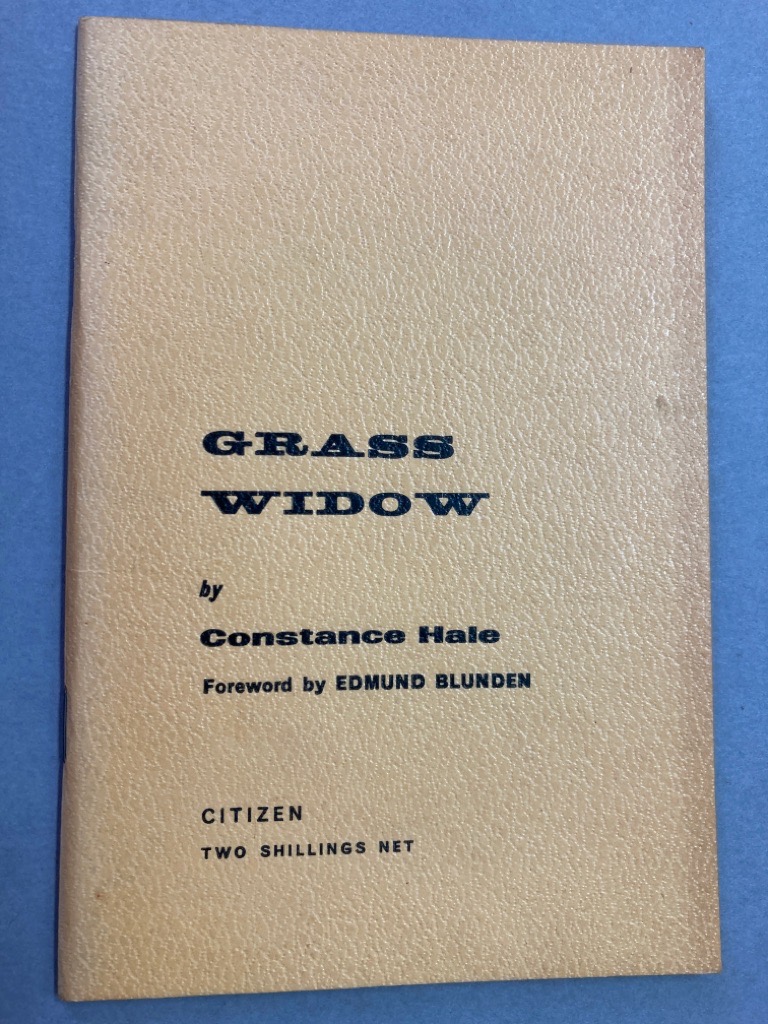 GRASS
WIDOW
by
Constance Hale
Foreword by EDMUND BLUNDEN
CITIZEN
TWO SHILLINGS NET